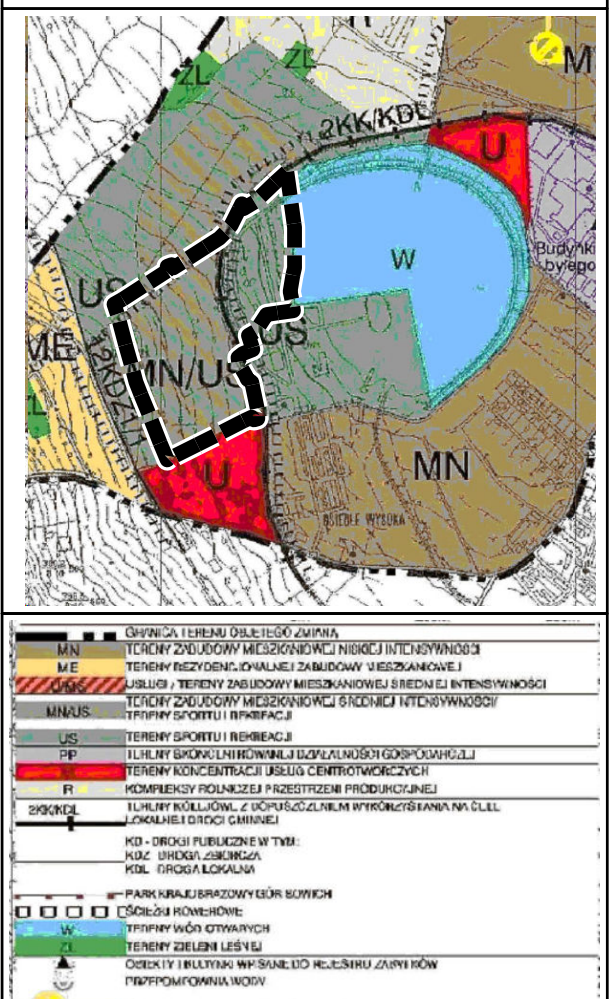 R
M
ZL
ZL
2KK/KDL
U
W
Budynki
byłego
US
US
ME
12KDZ
MN/US
ZL
U
MN
OSIEDLE WYSOKA
GRANICA TERENU OBJĘTEGO ZMIANĄ
MN TERENY ZABUDOWY MIESZKANIOWEJ NISKIEJ INTENSYWNOŚCI
ME TERENY REZYDENCJONALNEJ ZABUDOWY MIESZKANIOWEJ
USŁUGI / TERENY ZABUDOWY MIESZKANIOWEJ ŚREDNIEJ INTENSYWNOŚCI
MN/US TERENY ZABUDOWY MIESZKANIOWEJ ŚREDNIEJ INTENSYWNOŚCI/
TERENY SPORTU I REKREACJI
US TERENY SPORTU I REKREACJI
PP TERENY SKONCENTROWANEJ DZIAŁALNOŚCI GOSPODARCZEJ
TERENY KONCENTRACJI USŁUG CENTROTWÓRCZYCH
R KOMPLEKSY ROLNICZEJ PRZESTRZENI PRODUKCYJNEJ
2KK/KDL TERENY KOLEJOWE Z DOPUSZCZENIEM WYKORZYSTANIA NA CELE
LOKALNEJ DROGI GMINNEJ
KD - DROGI PUBLICZNE W TYM:
KDZ DROGA ZBIORCZA
KDL DROGA LOKALNA
PARK KRAJOBRAZOWY GÓR SOWICH
ŚCIEŻKI ROWEROWE
W TERENY WÓD OTWARYCH
ZL TERENY ZIELENI LEŚNEJ
OBIEKTY I BUDYNKI WPISANE DO REJESTRU ZABYTKÓW
PRZEPOMPOWNIA WODY